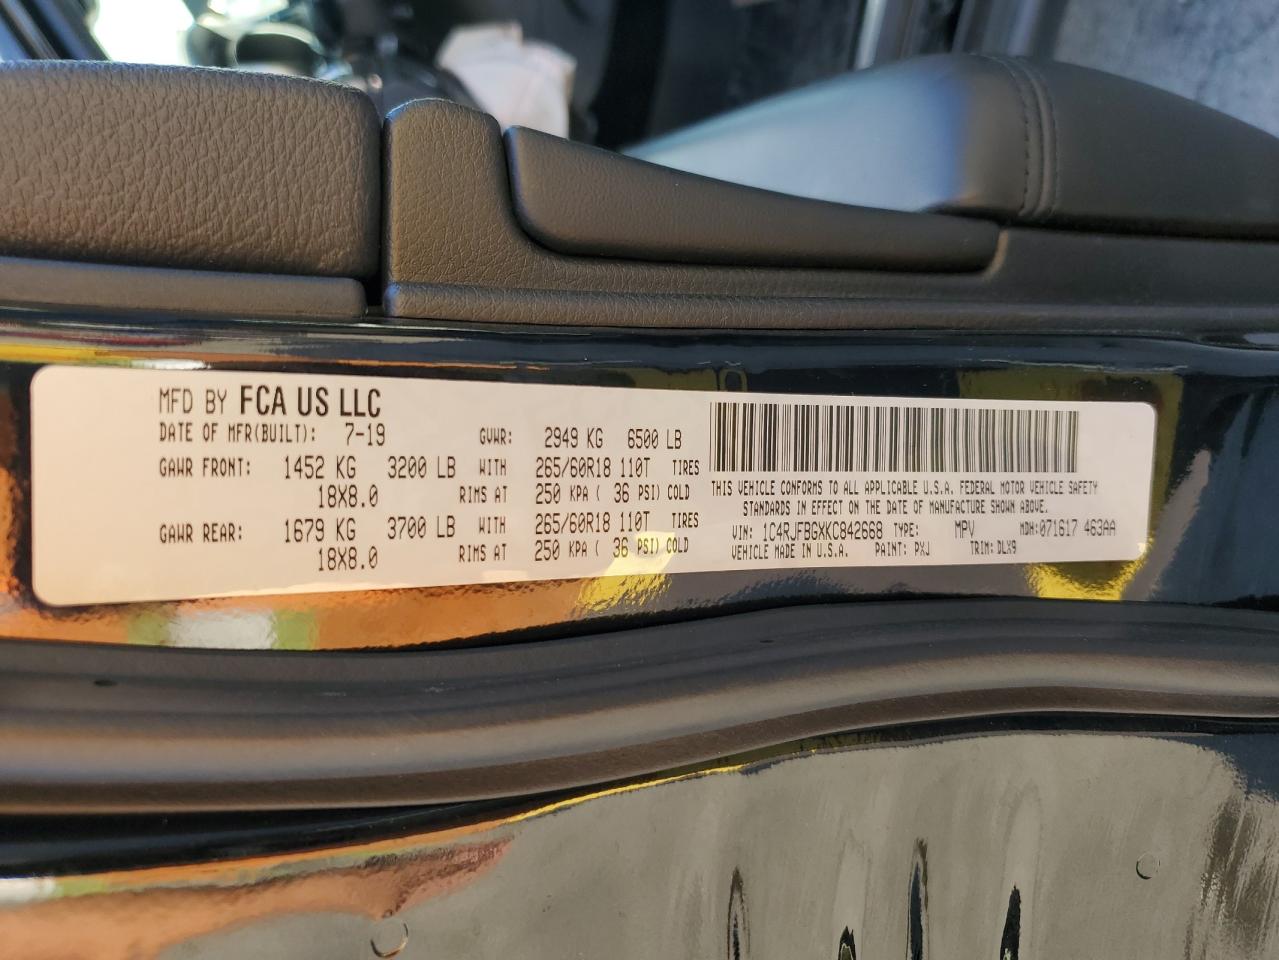 MFD BY FCA US LLC
DATE OF MFR(BUILT): 7-19 GVWR: 2949 KG 6500 LB
GAWR FRONT: 1452 KG 3200 LB WITH 265/60R18 110T TIRES
18X8.0 RIMS AT 250 KPA ( 36 PSI) COLD
GAWR REAR: 1679 KG 3700 LB WITH 265/60R18 110T TIRES
18X8.0 RIMS AT 250 KPA ( 36 PSI) COLD
THIS VEHICLE CONFORMS TO ALL APPLICABLE U.S.A. FEDERAL MOTOR VEHICLE SAFETY
STANDARDS IN EFFECT ON THE DATE OF MANUFACTURE SHOWN ABOVE.
VIN: 1C4RJFBGXKC842668 TYPE: MPV MDH:071617 463AA
VEHICLE MADE IN U.S.A. PAINT: PXJ TRIM: DLX9